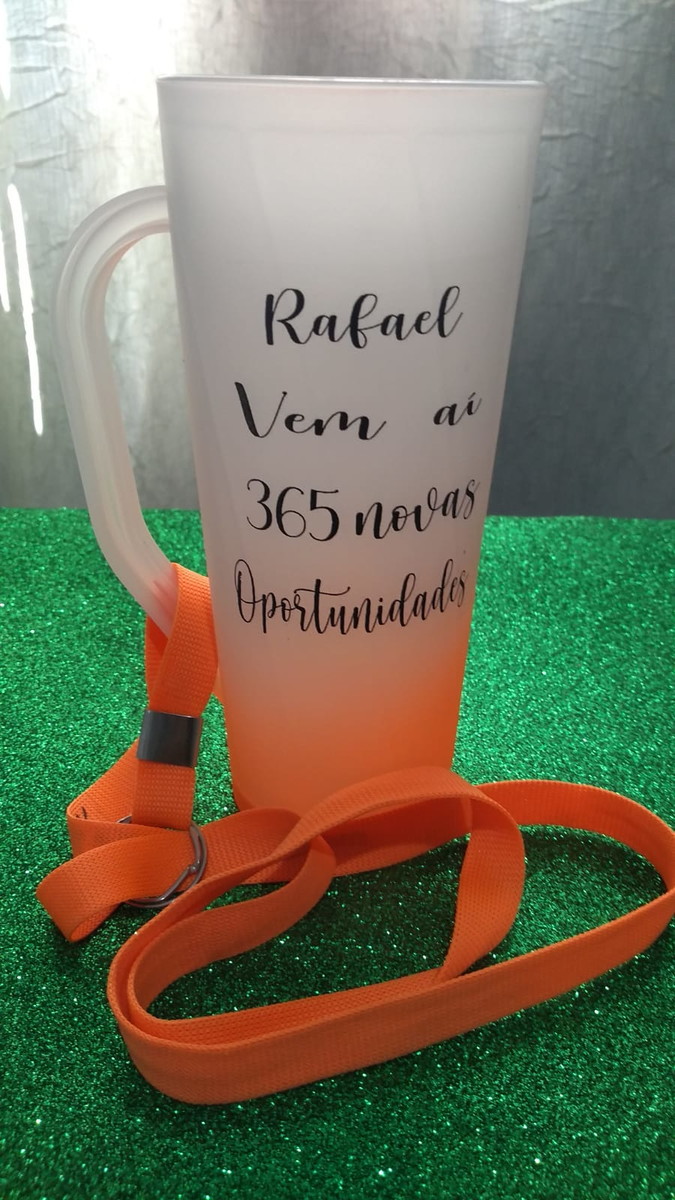 Rafael
Vem aí
365 novas
Oportunidades